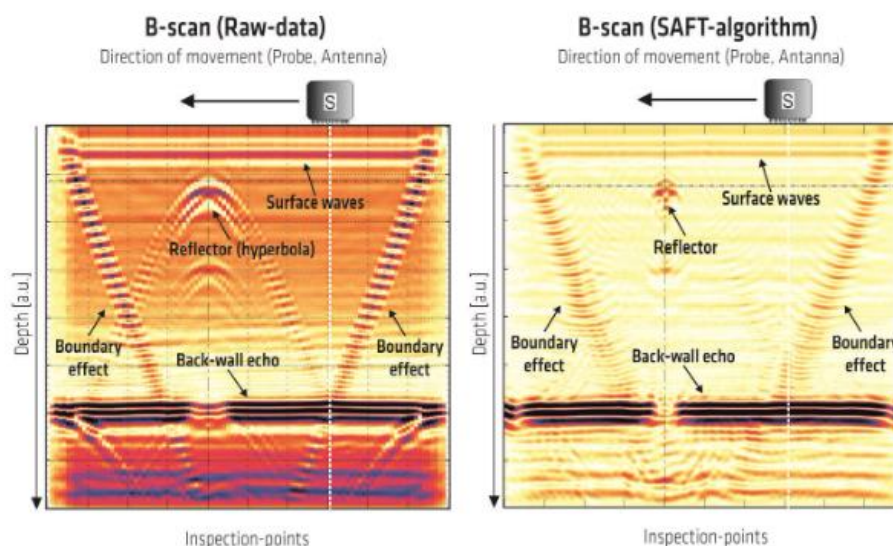 B-scan (Raw-data)
Direction of movement (Probe, Antenna)
S
Surface waves
Reflector (hyperbola)
Depth [a.u.]
Boundary
effect
Back-wall echo
Boundary
effect
Inspection-points
B-scan (SAFT-algorithm)
Direction of movement (Probe, Antanna)
S
Surface waves
Reflector
Depth [a.u.]
Boundary
effect
Back-wall echo
Boundary
effect
Inspection-points